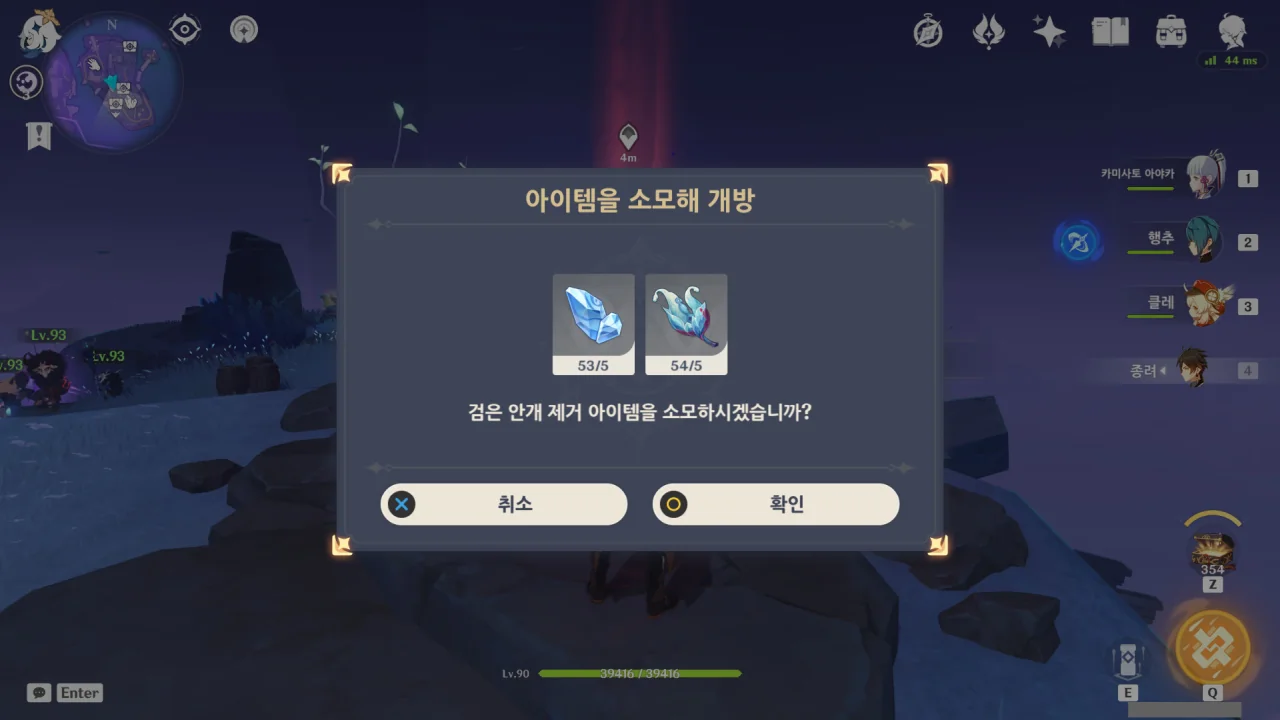 N
44 ms
4m
아이템을 소모해 개방
카미사토 아야카
1
행추
2
클레
3
종려
4
Lv.93
Lv.93
v.93
53/5
54/5
검은 안개 제거 아이템을 소모하시겠습니까?
취소
확인
354
Z
Lv.90
39416 / 39416
Enter
E
Q